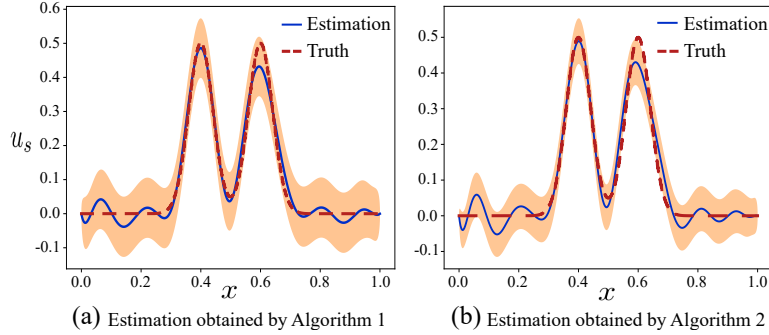 0.6
0.5
0.4
0.3
0.2
0.1
0.0
-0.1
u_s
Estimation
Truth
0.0 0.2 0.4 0.6 0.8 1.0
x
(a) Estimation obtained by Algorithm 1
0.5
0.4
0.3
0.2
0.1
0.0
-0.1
Estimation
Truth
0.0 0.2 0.4 0.6 0.8 1.0
x
(b) Estimation obtained by Algorithm 2